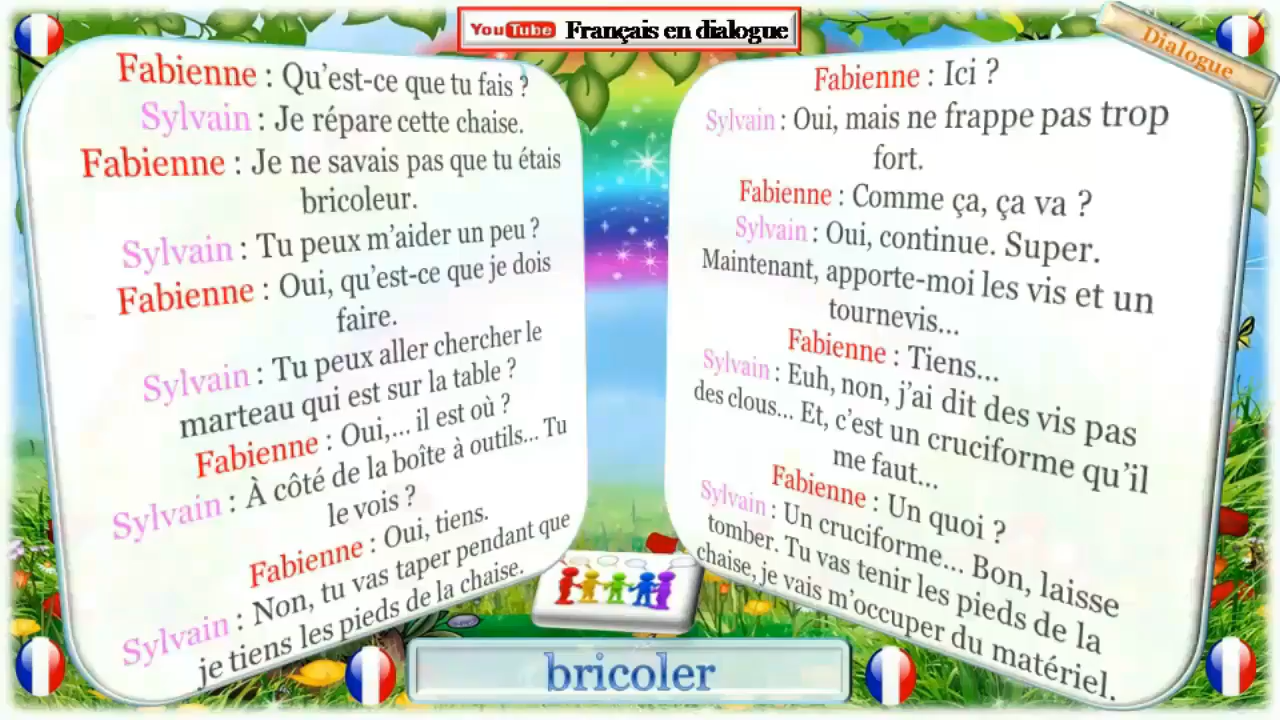 YouTube Français en dialogue
Dialogue
Fabienne : Qu'est-ce que tu fais ?
Sylvain : Je répare cette chaise.
Fabienne : Je ne savais pas que tu étais
bricoleur.
Sylvain : Tu peux m'aider un peu ?
Fabienne : Oui, qu'est-ce que je dois
faire.
Sylvain : Tu peux aller chercher le
marteau qui est sur la table ?
Fabienne : Oui,... il est où ?
Sylvain : À côté de la boîte à outils... Tu
le vois ?
Fabienne : Oui, tiens.
Sylvain : Non, tu vas taper pendant que
je tiens les pieds de la chaise.
Fabienne : Ici ?
Sylvain : Oui, mais ne frappe pas trop
fort.
Fabienne : Comme ça, ça va ?
Sylvain : Oui, continue. Super.
Maintenant, apporte-moi les vis et un
tournevis...
Fabienne : Tiens...
Sylvain : Euh, non, j'ai dit des vis pas
des clous... Et, c'est un cruciforme qu'il
me faut...
Fabienne : Un quoi ?
Sylvain : Un cruciforme... Bon, laisse
tomber. Tu vas tenir les pieds de la
chaise, je vais m'occuper du matériel.
bricoler